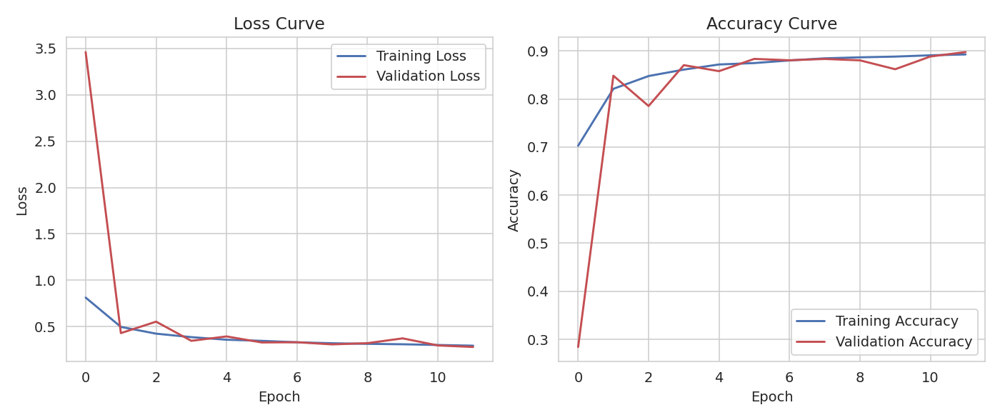 Loss Curve
3.5
3.0
2.5
2.0
1.5
1.0
0.5
Loss
Training Loss
Validation Loss
0 2 4 6 8 10
Epoch
Accuracy Curve
0.9
0.8
0.7
0.6
0.5
0.4
0.3
Accuracy
Training Accuracy
Validation Accuracy
0 2 4 6 8 10
Epoch